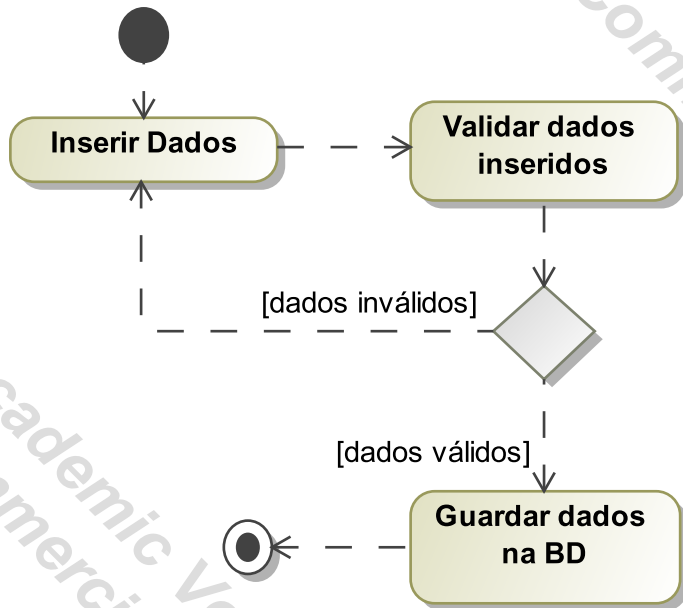 Inserir Dados
Validar dados
inseridos
[dados inválidos]
[dados válidos]
Guardar dados
na BD